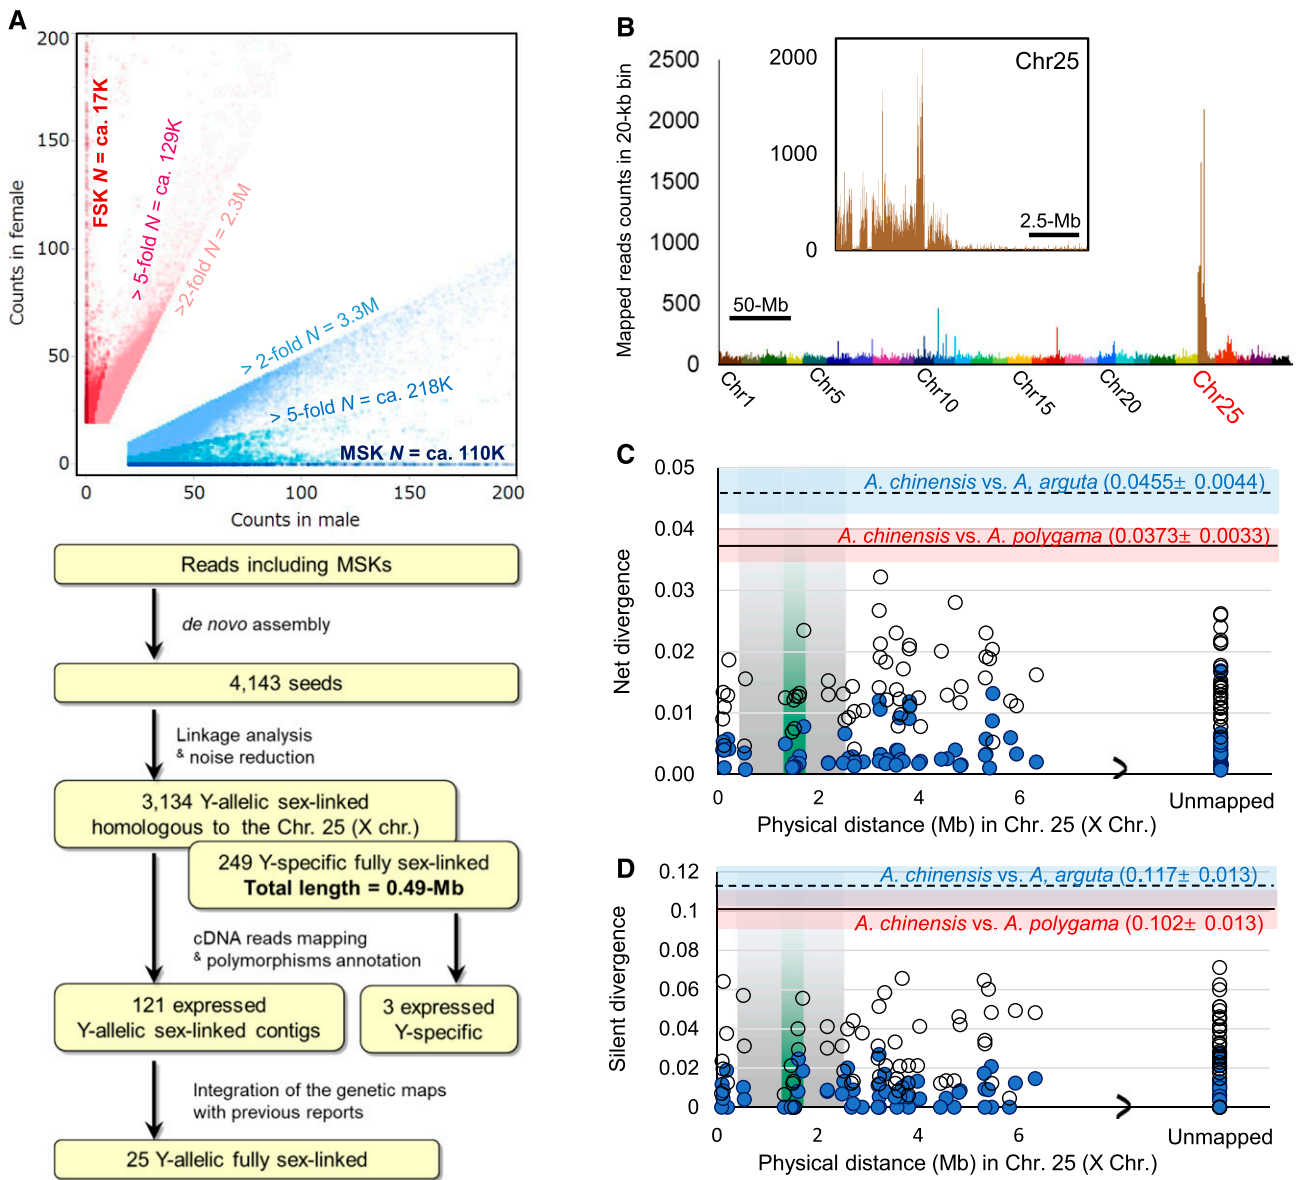 A
200
150
100
50
0
Counts in female
FSK N = ca. 17K
> 5-fold N = ca. 129K
>2-fold N = 2.3M
> 2-fold N = 3.3M
> 5-fold N = ca. 218K
MSK N = ca. 110K
0
50
100
150
200
Counts in male
Reads including MSKs
de novo assembly
4,143 seeds
Linkage analysis
& noise reduction
3,134 Y-allelic sex-linked
homologous to the Chr. 25 (X chr.)
249 Y-specific fully sex-linked
Total length = 0.49-Mb
cDNA reads mapping
& polymorphisms annotation
121 expressed
Y-allelic sex-linked contigs
3 expressed
Y-specific
Integration of the genetic maps
with previous reports
25 Y-allelic fully sex-linked
B
2500
2000
1500
1000
500
0
Mapped reads counts in 20-kb bin
2000
1000
0
Chr25
2.5-Mb
50-Mb
Chr1
Chr5
Chr10
Chr15
Chr20
Chr25
C
0.05
0.04
0.03
0.02
0.01
0.00
Net divergence
A. chinensis vs. A, arguta (0.0455± 0.0044)
A. chinensis vs. A. polygama (0.0373± 0.0033)
0
2
4
6
Unmapped
Physical distance (Mb) in Chr. 25 (X Chr.)
D
0.12
0.1
0.08
0.06
0.04
0.02
0
Silent divergence
A. chinensis vs. A, arguta (0.117± 0.013)
A. chinensis vs. A. polygama (0.102± 0.013)
0
2
4
6
Unmapped
Physical distance (Mb) in Chr. 25 (X Chr.)